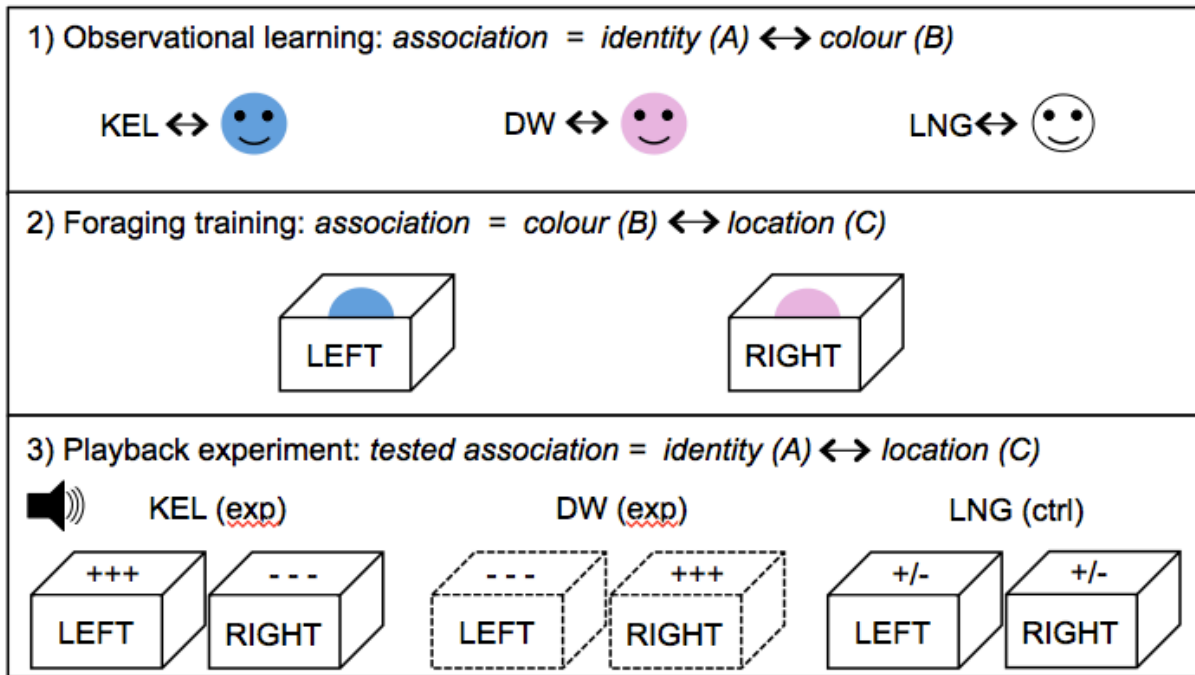 1) Observational learning: association = identity (A) ↔ colour (B)
KEL ↔ DW ↔ LNG ↔
2) Foraging training: association = colour (B) ↔ location (C)
LEFT RIGHT
3) Playback experiment: tested association = identity (A) ↔ location (C)
KEL (exp) DW (exp) LNG (ctrl)
+++ - - - - - - +++ +/- +/-
LEFT RIGHT LEFT RIGHT LEFT RIGHT